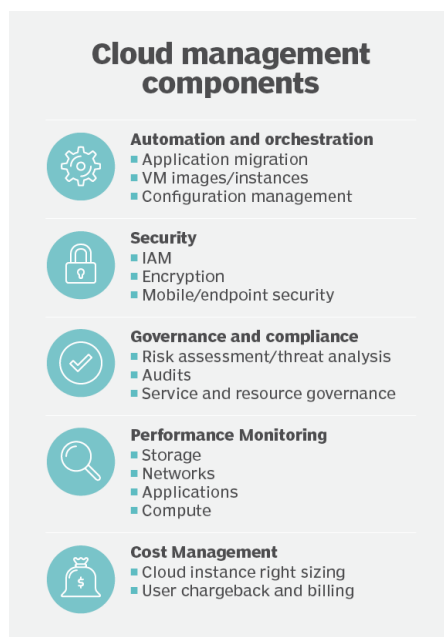 Cloud management
components
Automation and orchestration
Application migration
VM images/instances
Configuration management
Security
IAM
Encryption
Mobile/endpoint security
Governance and compliance
Risk assessment/threat analysis
Audits
Service and resource governance
Performance Monitoring
Storage
Networks
Applications
Compute
$
Cost Management
Cloud instance right sizing
User chargeback and billing